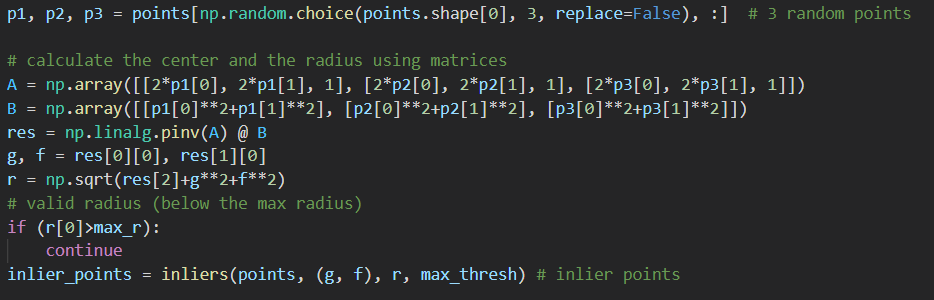 p1, p2, p3 = points[np.random.choice(points.shape[0], 3, replace=False), :]  # 3 random points
# calculate the center and the radius using matrices
A = np.array([[2*p1[0], 2*p1[1], 1], [2*p2[0], 2*p2[1], 1], [2*p3[0], 2*p3[1], 1]])
B = np.array([[p1[0]**2+p1[1]**2], [p2[0]**2+p2[1]**2], [p3[0]**2+p3[1]**2]])
res = np.linalg.pinv(A) @ B
g, f = res[0][0], res[1][0]
r = np.sqrt(res[2]+g**2+f**2)
# valid radius (below the max radius)
if (r[0]>max_r):
    continue
inlier_points = inliers(points, (g, f), r, max_thresh) # inlier points